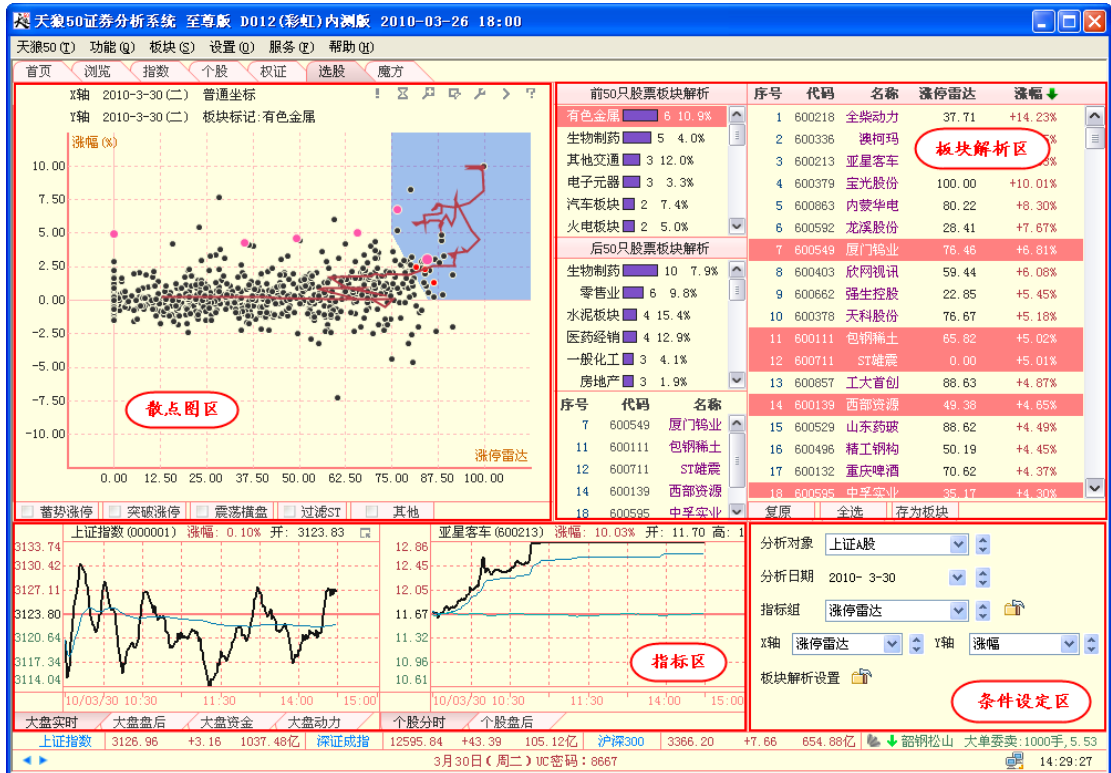 天狼50证券分析系统 至尊版 D012(彩虹)内测版 2010-03-26 18:00
天狼50(T) 功能(Q) 板块(S) 设置(O) 服务(F) 帮助(H)
首页 浏览 指数 个股 权证 选股 魔方
X轴 2010-3-30(二) 普通坐标
Y轴 2010-3-30(二) 板块标记:有色金属
涨幅(%)
10.00
7.50
5.00
2.50
0.00
-2.50
-5.00
-7.50
-10.00
散点图区
涨停雷达
0.00 12.50 25.00 37.50 50.00 62.50 75.00 87.50 100.00
蓄势涨停 突破涨停 震荡横盘 过滤ST 其他
前50只股票板块解析
有色金属 6 10.9%
生物制药 5 4.0%
其他交通 3 12.0%
电子元器 3 3.3%
汽车板块 2 7.4%
火电板块 2 5.0%
后50只股票板块解析
生物制药 10 7.9%
零售业 6 9.8%
水泥板块 4 15.4%
医药经销 4 12.9%
一般化工 3 4.1%
房地产 3 1.9%
序号 代码 名称
7 600549 厦门钨业
11 600111 包钢稀土
12 600711 ST雄震
14 600139 西部资源
18 600595 中孚实业
序号 代码 名称 涨停雷达 涨幅
1 600218 全柴动力 37.71 +14.23%
2 600336 澳柯玛
3 600213 亚星客车
板块解析区
4 600379 宝光股份 100.00 +10.01%
5 600863 内蒙华电 80.22 +8.30%
6 600592 龙溪股份 28.41 +7.67%
7 600549 厦门钨业 76.46 +6.81%
8 600403 欣网视讯 59.44 +6.08%
9 600662 强生控股 22.85 +5.45%
10 600378 天科股份 76.67 +5.18%
11 600111 包钢稀土 65.82 +5.02%
12 600711 ST雄震 0.00 +5.01%
13 600857 工大首创 88.63 +4.87%
14 600139 西部资源 49.38 +4.65%
15 600529 山东药玻 88.62 +4.49%
16 600496 精工钢构 50.19 +4.45%
17 600132 重庆啤酒 70.62 +4.37%
18 600595 中孚实业 35.17 +4.30%
复原 全选 存为板块
上证指数(000001) 涨幅: 0.10% 开: 3123.83
3133.74
3130.42
3127.11
3123.80
3120.64
3117.34
3114.04
10/03/30 10:30 11:30 14:00 15:00
大盘实时 大盘盘后 大盘资金 大盘动力
亚星客车(600213) 涨幅: 10.03% 开: 11.70 高: 1
12.86
12.45
12.05
11.67
11.32
10.96
10.61
指标区
10/03/30 10:30 11:30 14:00 15:00
个股分时 个股盘后
分析对象 上证A股
分析日期 2010- 3-30
指标组 涨停雷达
X轴 涨停雷达 Y轴 涨幅
板块解析设置
条件设定区
上证指数 3126.96 +3.16 1037.48亿 深证成指 12595.84 +43.39 105.12亿 沪深300 3366.20 +7.66 654.88亿 韶钢松山 大单委卖:1000手,5.53
3月30日(周二)UC密码:8667 14:29:27